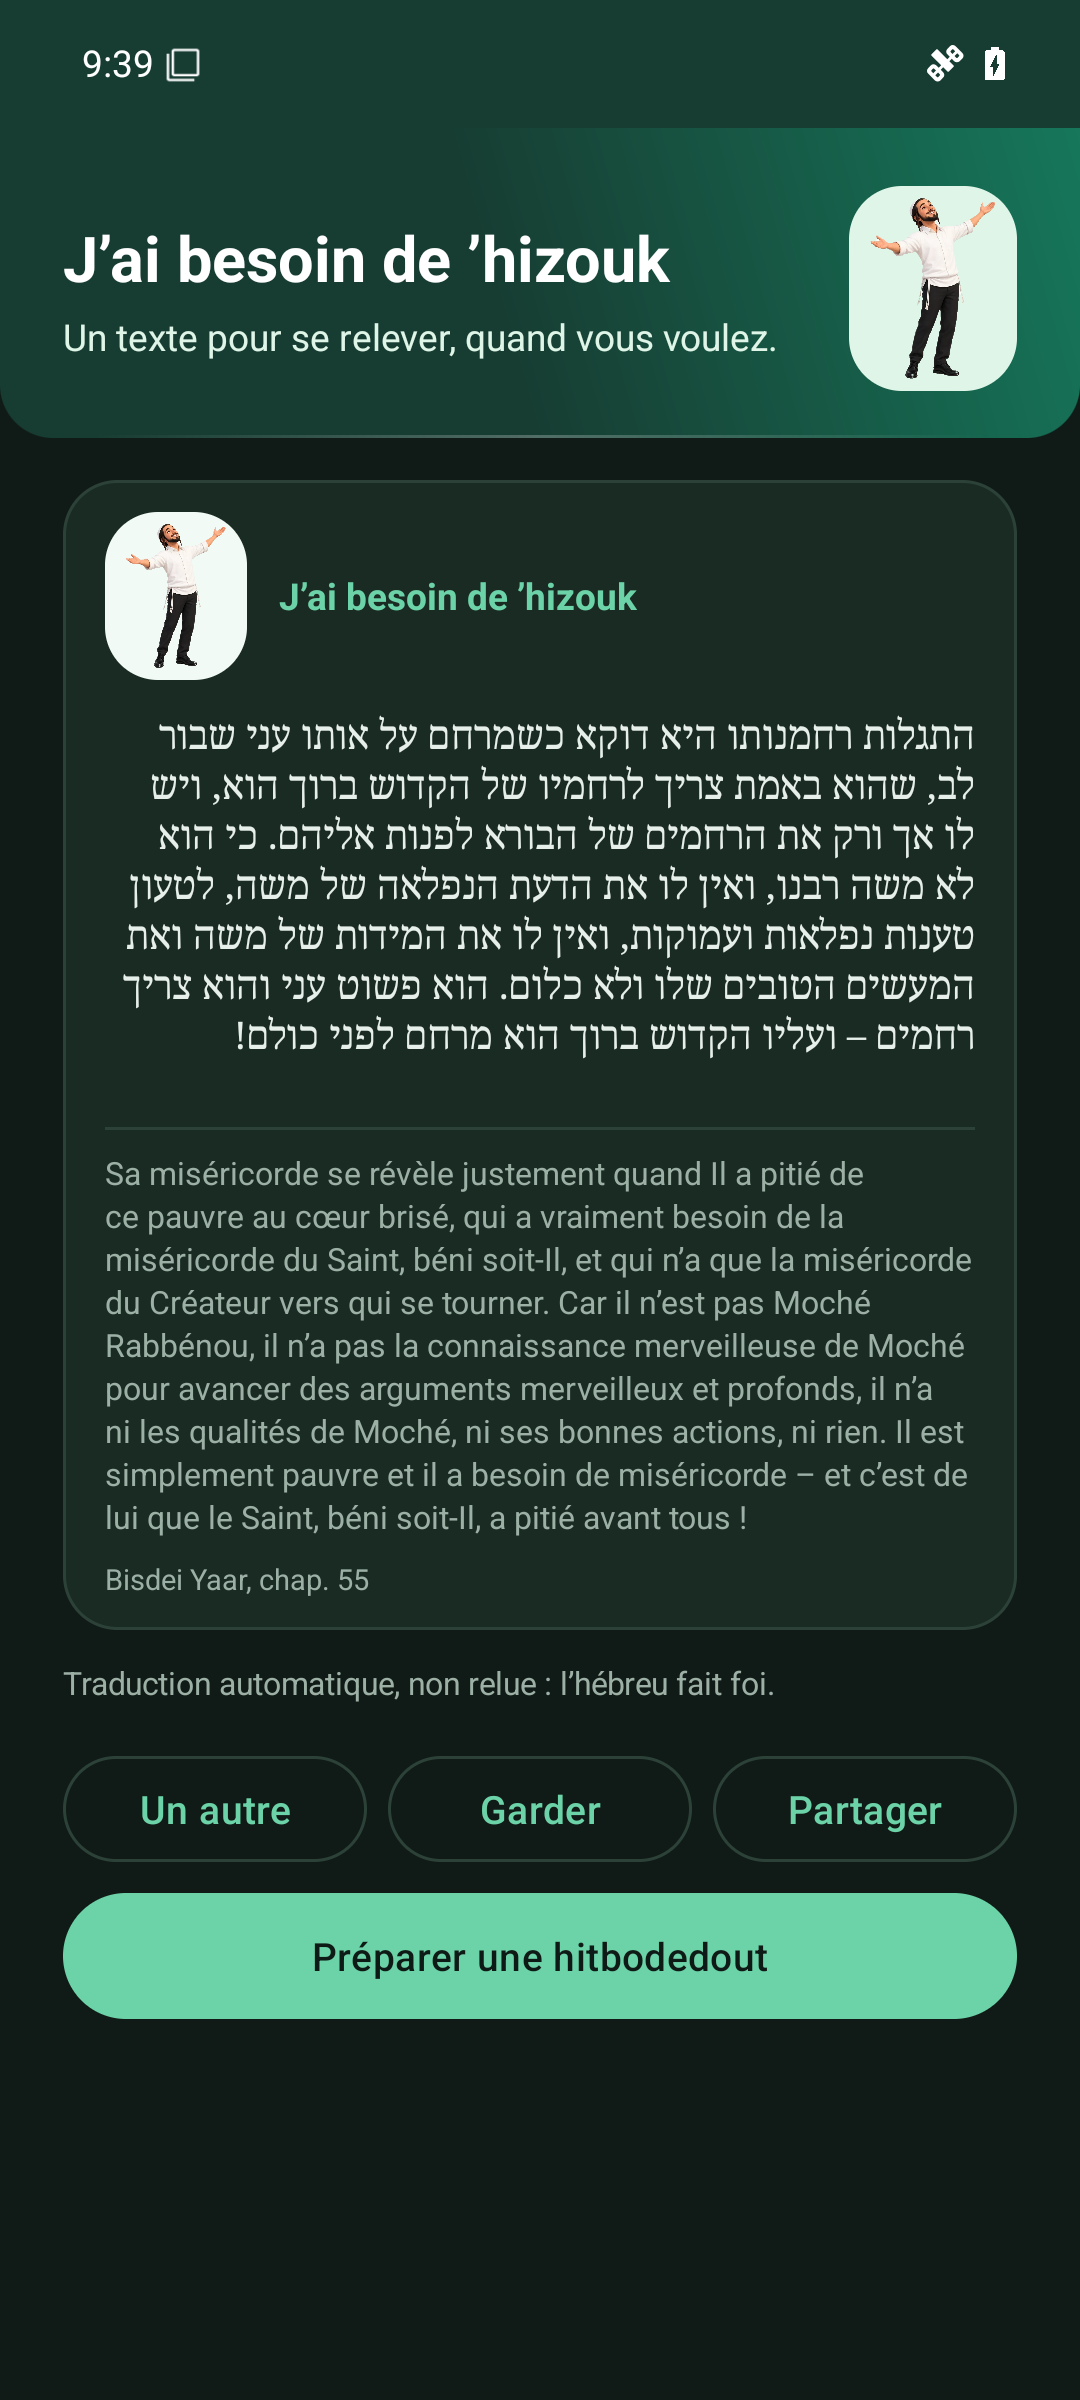 9:39
J’ai besoin de ’hizouk
Un texte pour se relever, quand vous voulez.
J’ai besoin de ’hizouk
התגלות רחמנותו היא דוקא כשמרחם על אותו עני שבור
לב, שהוא באמת צריך לרחמיו של הקדוש ברוך הוא, ויש
לו אך ורק את הרחמים של הבורא לפנות אליהם. כי הוא
לא משה רבנו, ואין לו את הדעת הנפלאה של משה, לטעון
טענות נפלאות ועמוקות, ואין לו את המידות של משה ואת
המעשים הטובים שלו ולא כלום. הוא פשוט עני והוא צריך
רחמים – ועליו הקדוש ברוך הוא מרחם לפני כולם!
Sa miséricorde se révèle justement quand Il a pitié de
ce pauvre au cœur brisé, qui a vraiment besoin de la
miséricorde du Saint, béni soit-Il, et qui n’a que la miséricorde
du Créateur vers qui se tourner. Car il n’est pas Moché
Rabbénou, il n’a pas la connaissance merveilleuse de Moché
pour avancer des arguments merveilleux et profonds, il n’a
ni les qualités de Moché, ni ses bonnes actions, ni rien. Il est
simplement pauvre et il a besoin de miséricorde – et c’est de
lui que le Saint, béni soit-Il, a pitié avant tous !
Bisdei Yaar, chap. 55
Traduction automatique, non relue : l’hébreu fait foi.
Un autre
Garder
Partager
Préparer une hitbodedout